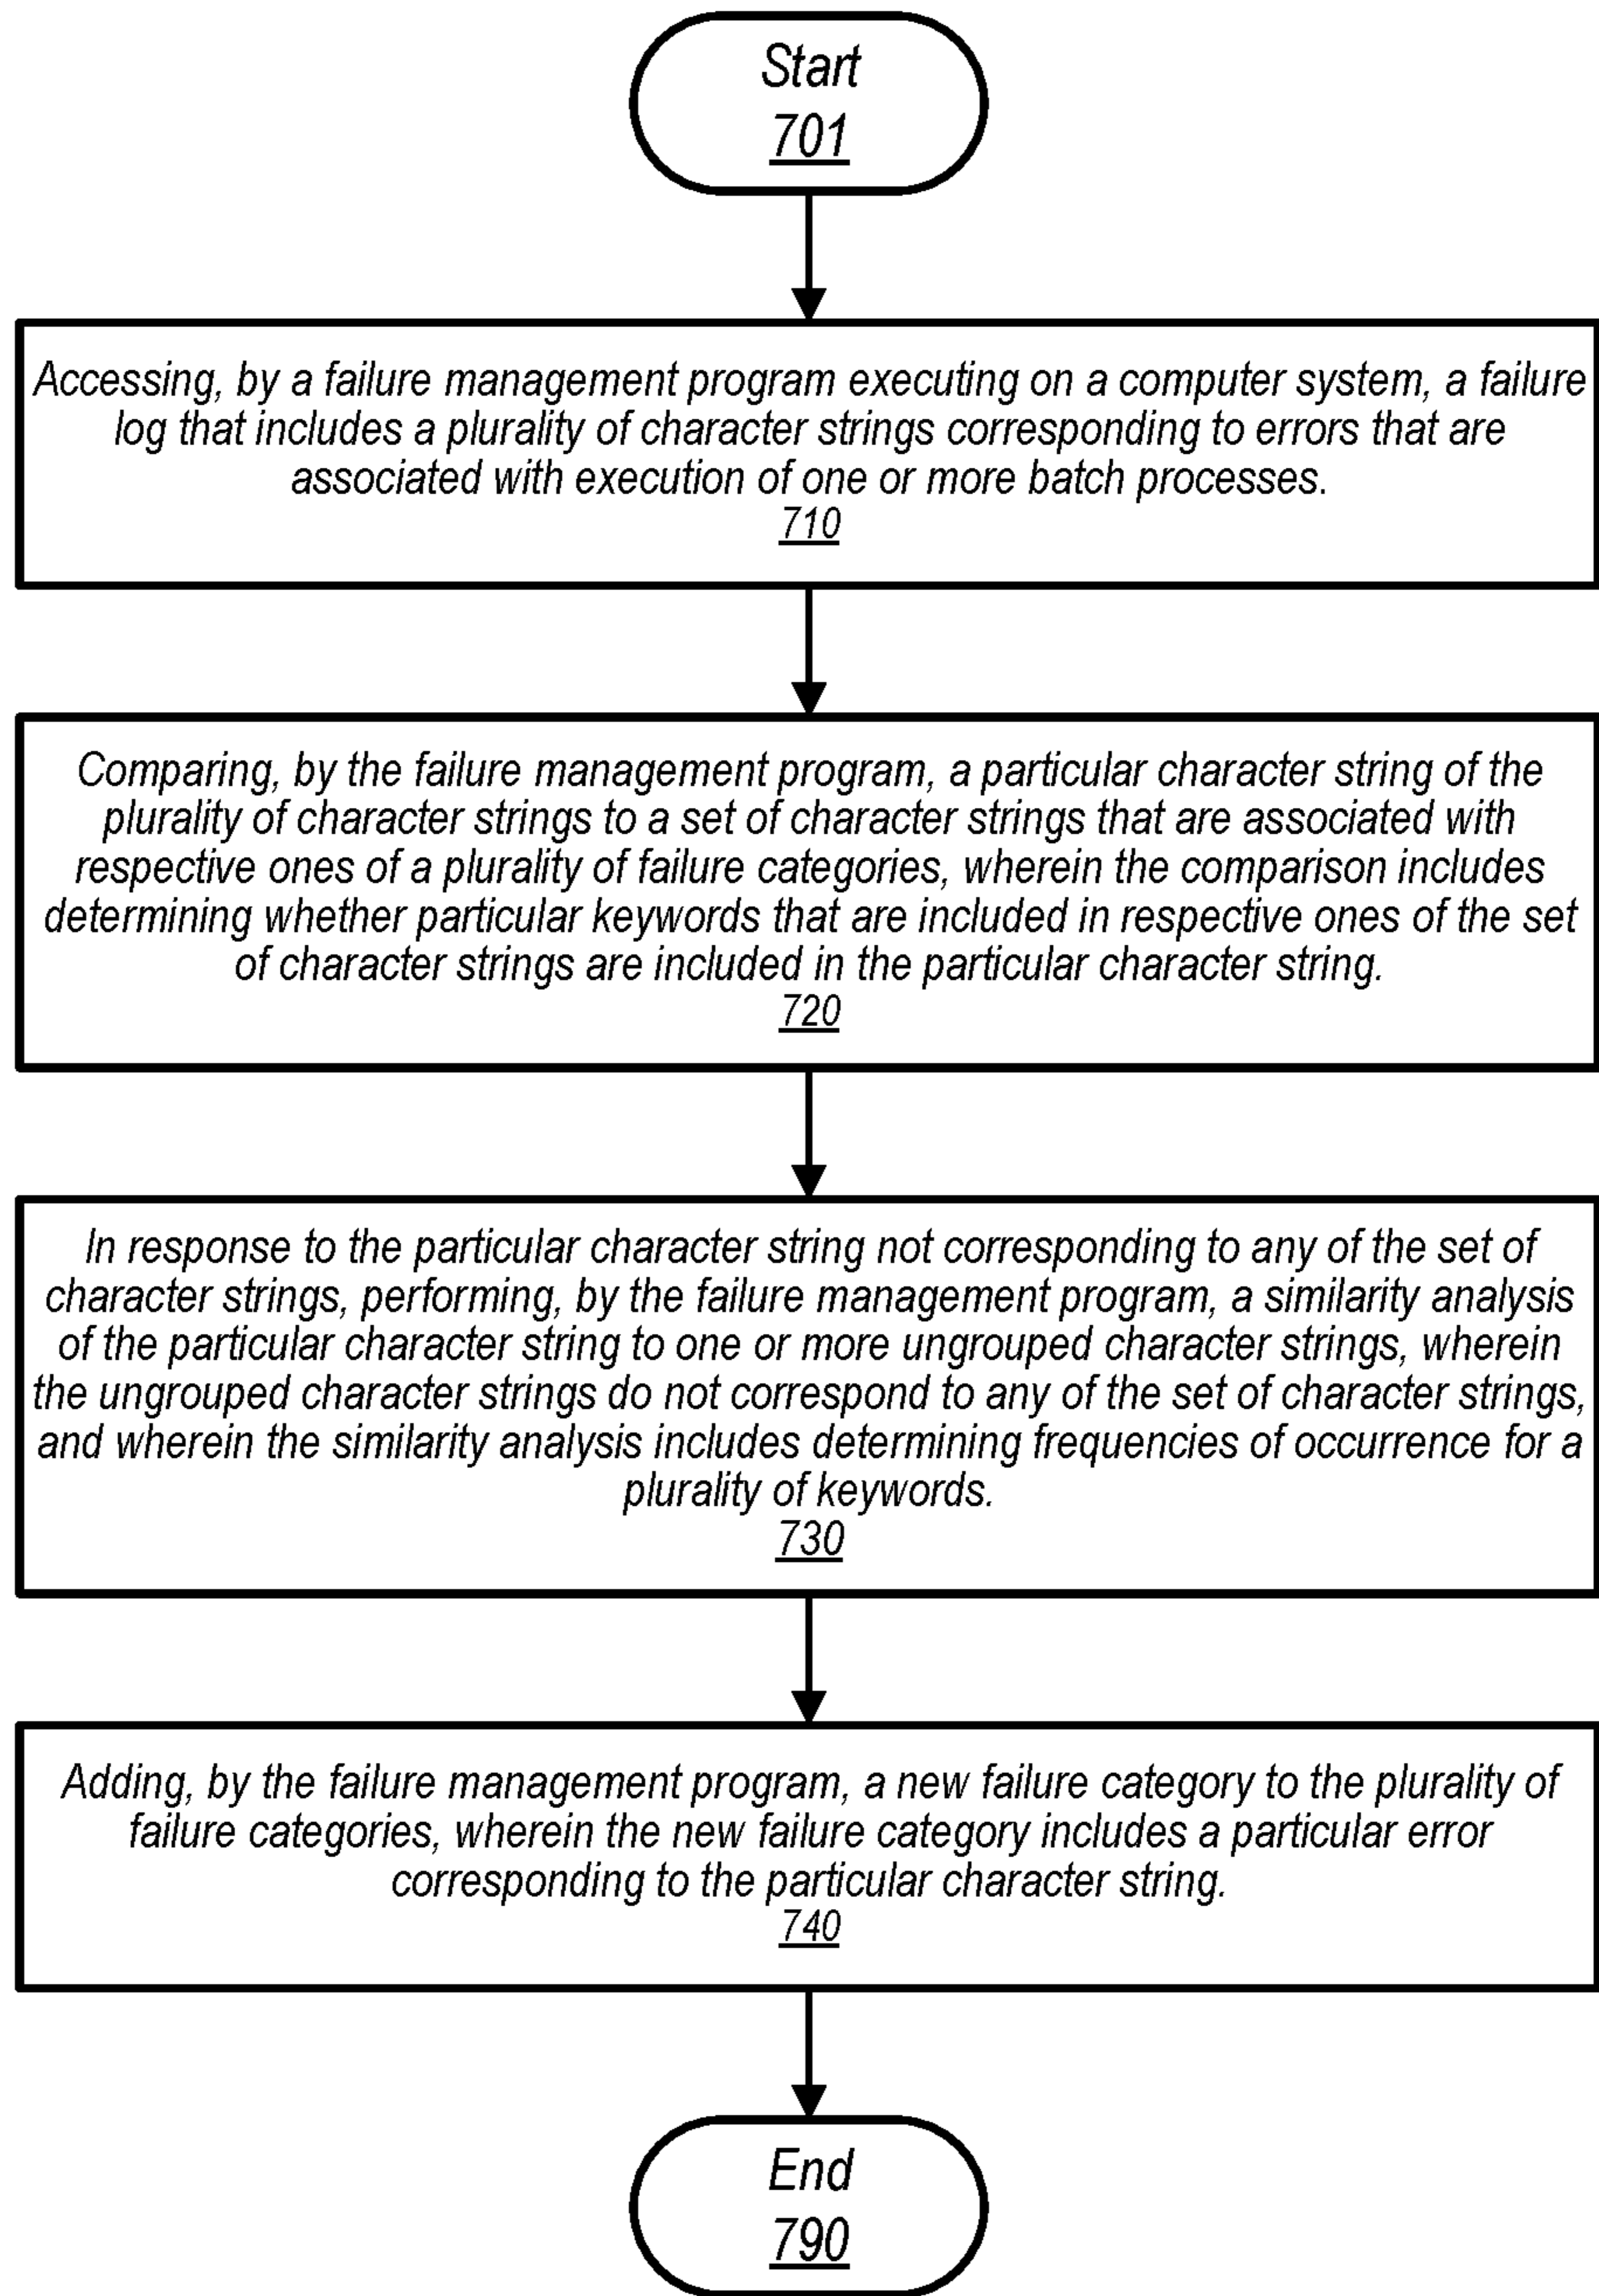 Start
701
Accessing, by a failure management program executing on a computer system, a failure
log that includes a plurality of character strings corresponding to errors that are
associated with execution of one or more batch processes.
710
Comparing, by the failure management program, a particular character string of the
plurality of character strings to a set of character strings that are associated with
respective ones of a plurality of failure categories, wherein the comparison includes
determining whether particular keywords that are included in respective ones of the set
of character strings are included in the particular character string.
720
In response to the particular character string not corresponding to any of the set of
character strings, performing, by the failure management program, a similarity analysis
of the particular character string to one or more ungrouped character strings, wherein
the ungrouped character strings do not correspond to any of the set of character strings,
and wherein the similarity analysis includes determining frequencies of occurrence for a
plurality of keywords.
730
Adding, by the failure management program, a new failure category to the plurality of
failure categories, wherein the new failure category includes a particular error
corresponding to the particular character string.
740
End
790